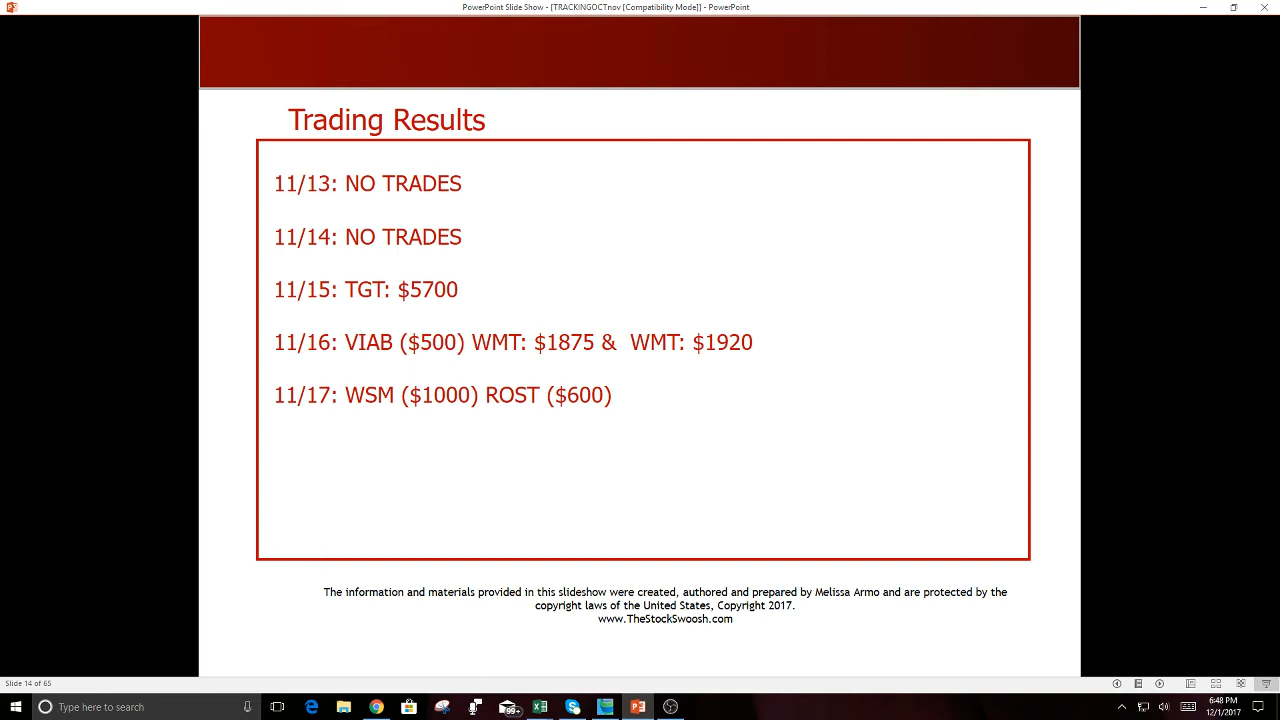 PowerPoint Slide Show - [TRACKINGOCTnov [Compatibility Mode]] - PowerPoint
Trading Results
11/13: NO TRADES
11/14: NO TRADES
11/15: TGT: $5700
11/16: VIAB ($500) WMT: $1875 & WMT: $1920
11/17: WSM ($1000) ROST ($600)
The information and materials provided in this slideshow were created, authored and prepared by Melissa Armo and are protected by the
copyright laws of the United States, Copyright 2017.
www.TheStockSwoosh.com
Slide 14 of 65
Type here to search
99+
6:48 PM
12/1/2017